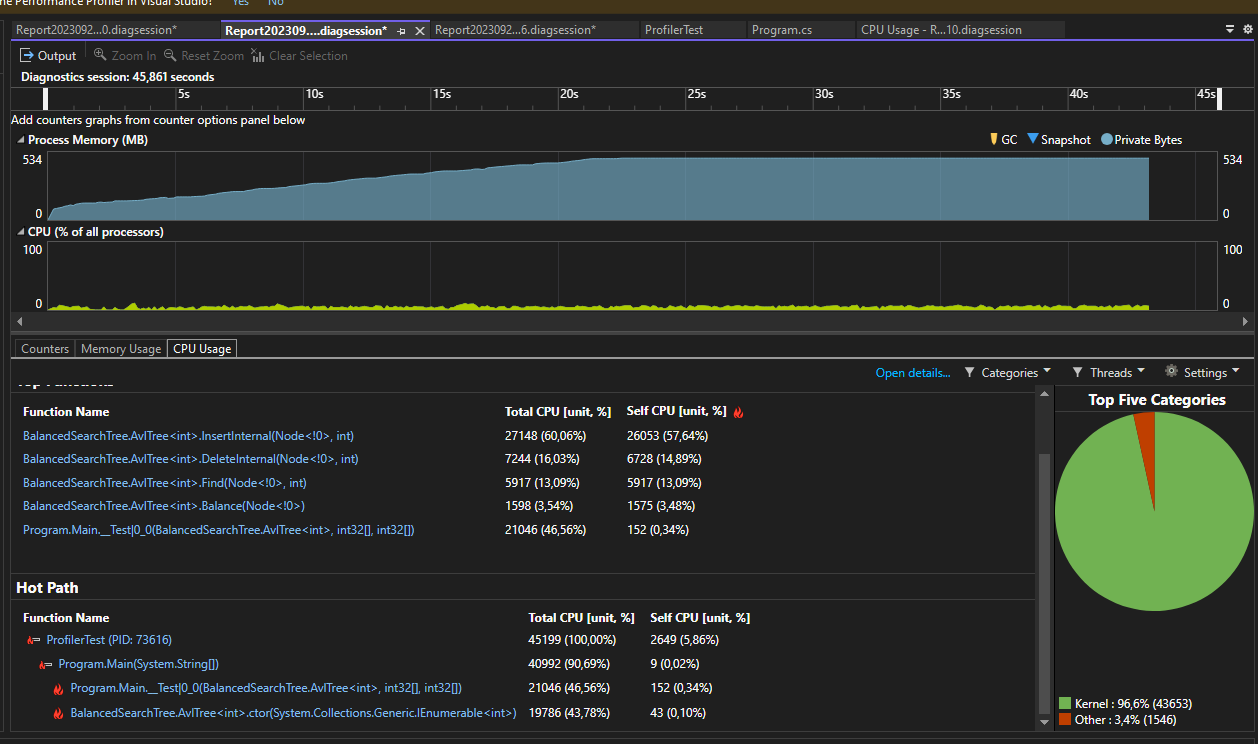 he Performance Profiler in Visual Studio? Yes No
Report2023092...0.diagsession* Report202309....diagsession* Report2023092...6.diagsession* ProfilerTest Program.cs CPU Usage - R...10.diagsession
Output Zoom In Reset Zoom Clear Selection
Diagnostics session: 45,861 seconds
5s 10s 15s 20s 25s 30s 35s 40s 45s
Add counters graphs from counter options panel below
Process Memory (MB) GC Snapshot Private Bytes
534 534
0 0
CPU (% of all processors)
100 100
0 0
Counters Memory Usage CPU Usage
Open details... Categories Threads Settings
Top Functions
Function Name Total CPU [unit, %] Self CPU [unit, %]
BalancedSearchTree.AvlTree<int>.InsertInternal(Node<!0>, int) 27148 (60,06%) 26053 (57,64%)
BalancedSearchTree.AvlTree<int>.DeleteInternal(Node<!0>, int) 7244 (16,03%) 6728 (14,89%)
BalancedSearchTree.AvlTree<int>.Find(Node<!0>, int) 5917 (13,09%) 5917 (13,09%)
BalancedSearchTree.AvlTree<int>.Balance(Node<!0>) 1598 (3,54%) 1575 (3,48%)
Program.Main.__Test|0_0(BalancedSearchTree.AvlTree<int>, int32[], int32[]) 21046 (46,56%) 152 (0,34%)
Hot Path
Function Name Total CPU [unit, %] Self CPU [unit, %]
ProfilerTest (PID: 73616) 45199 (100,00%) 2649 (5,86%)
Program.Main(System.String[]) 40992 (90,69%) 9 (0,02%)
Program.Main.__Test|0_0(BalancedSearchTree.AvlTree<int>, int32[], int32[]) 21046 (46,56%) 152 (0,34%)
BalancedSearchTree.AvlTree<int>.ctor(System.Collections.Generic.IEnumerable<int>) 19786 (43,78%) 43 (0,10%)
Top Five Categories
Kernel : 96,6% (43653)
Other : 3,4% (1546)